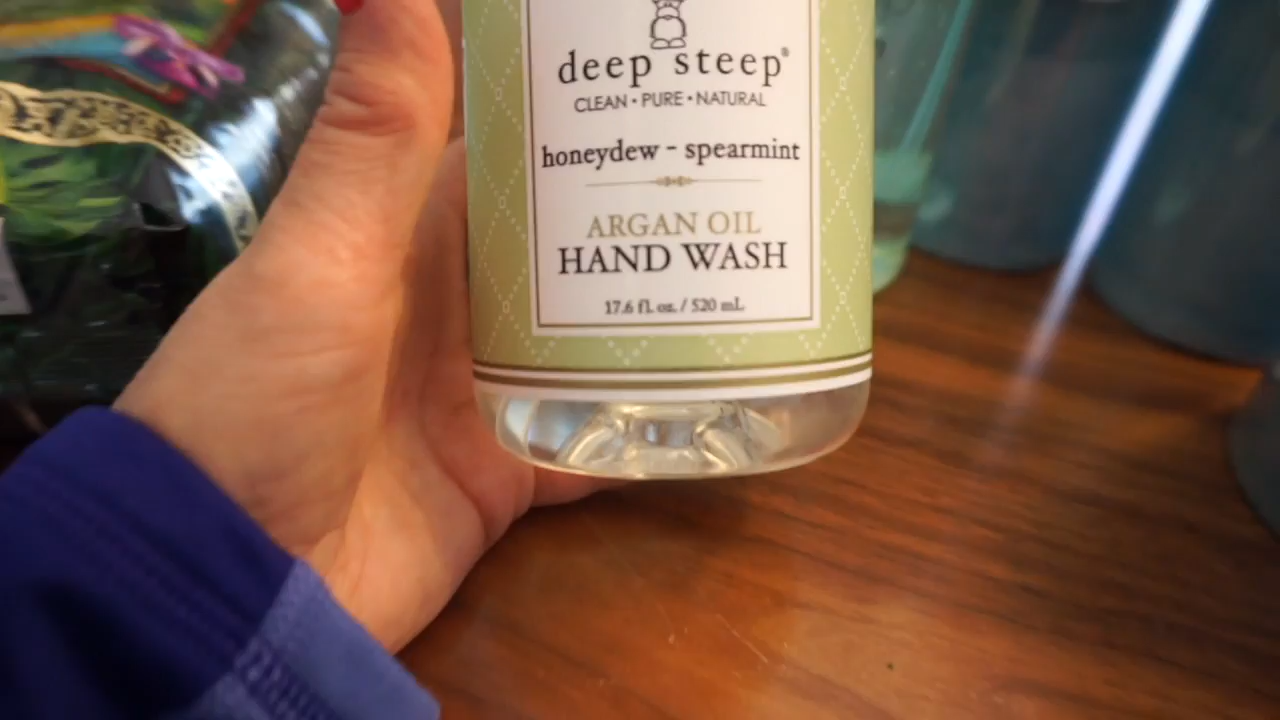 deep steep®
CLEAN • PURE • NATURAL
honeydew - spearmint
ARGAN OIL
HAND WASH
17.6 fl. oz. / 520 mL